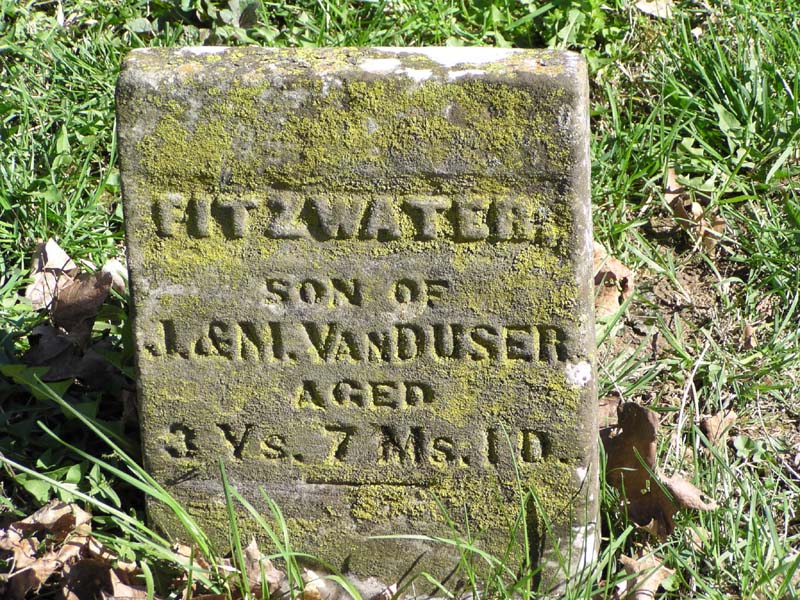 FITZWATER,
SON OF
J. & M. VANDUSER.
AGED
3 Ys. 7 Ms. 1 D.